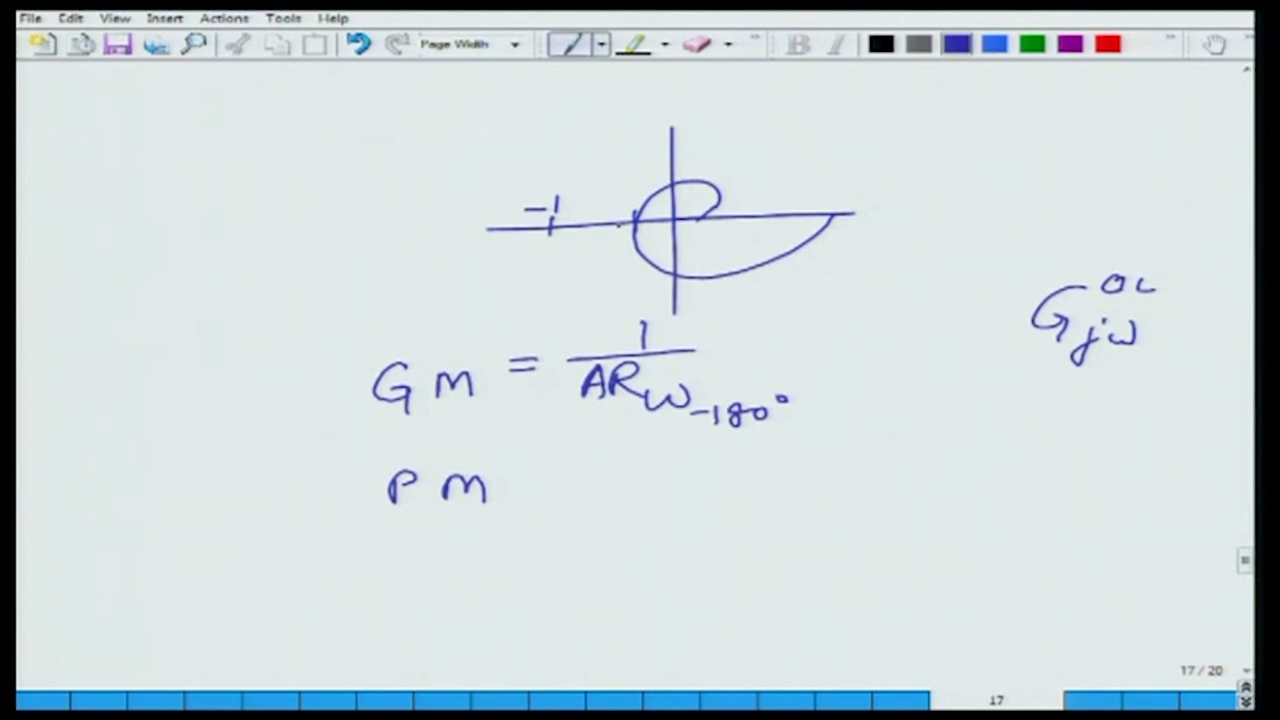 File Edit View Insert Actions Tools Help
Page Width
-1
G^{OL}_{jω}
GM = \frac{1}{AR_{ω_{-180°}}}
PM
17 / 20
17